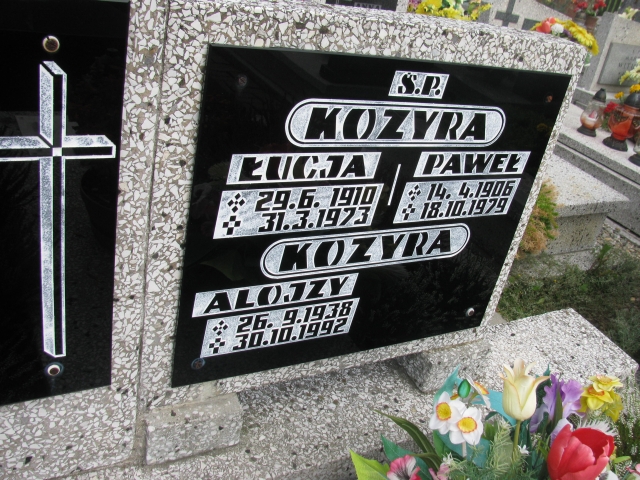 Ś.P.
KOZYRA
ŁUCJA PAWEŁ
29.6.1910 14.4.1906
31.3.1973 18.10.1979
KOZYRA
ALOJZY
26.9.1938
30.10.1992